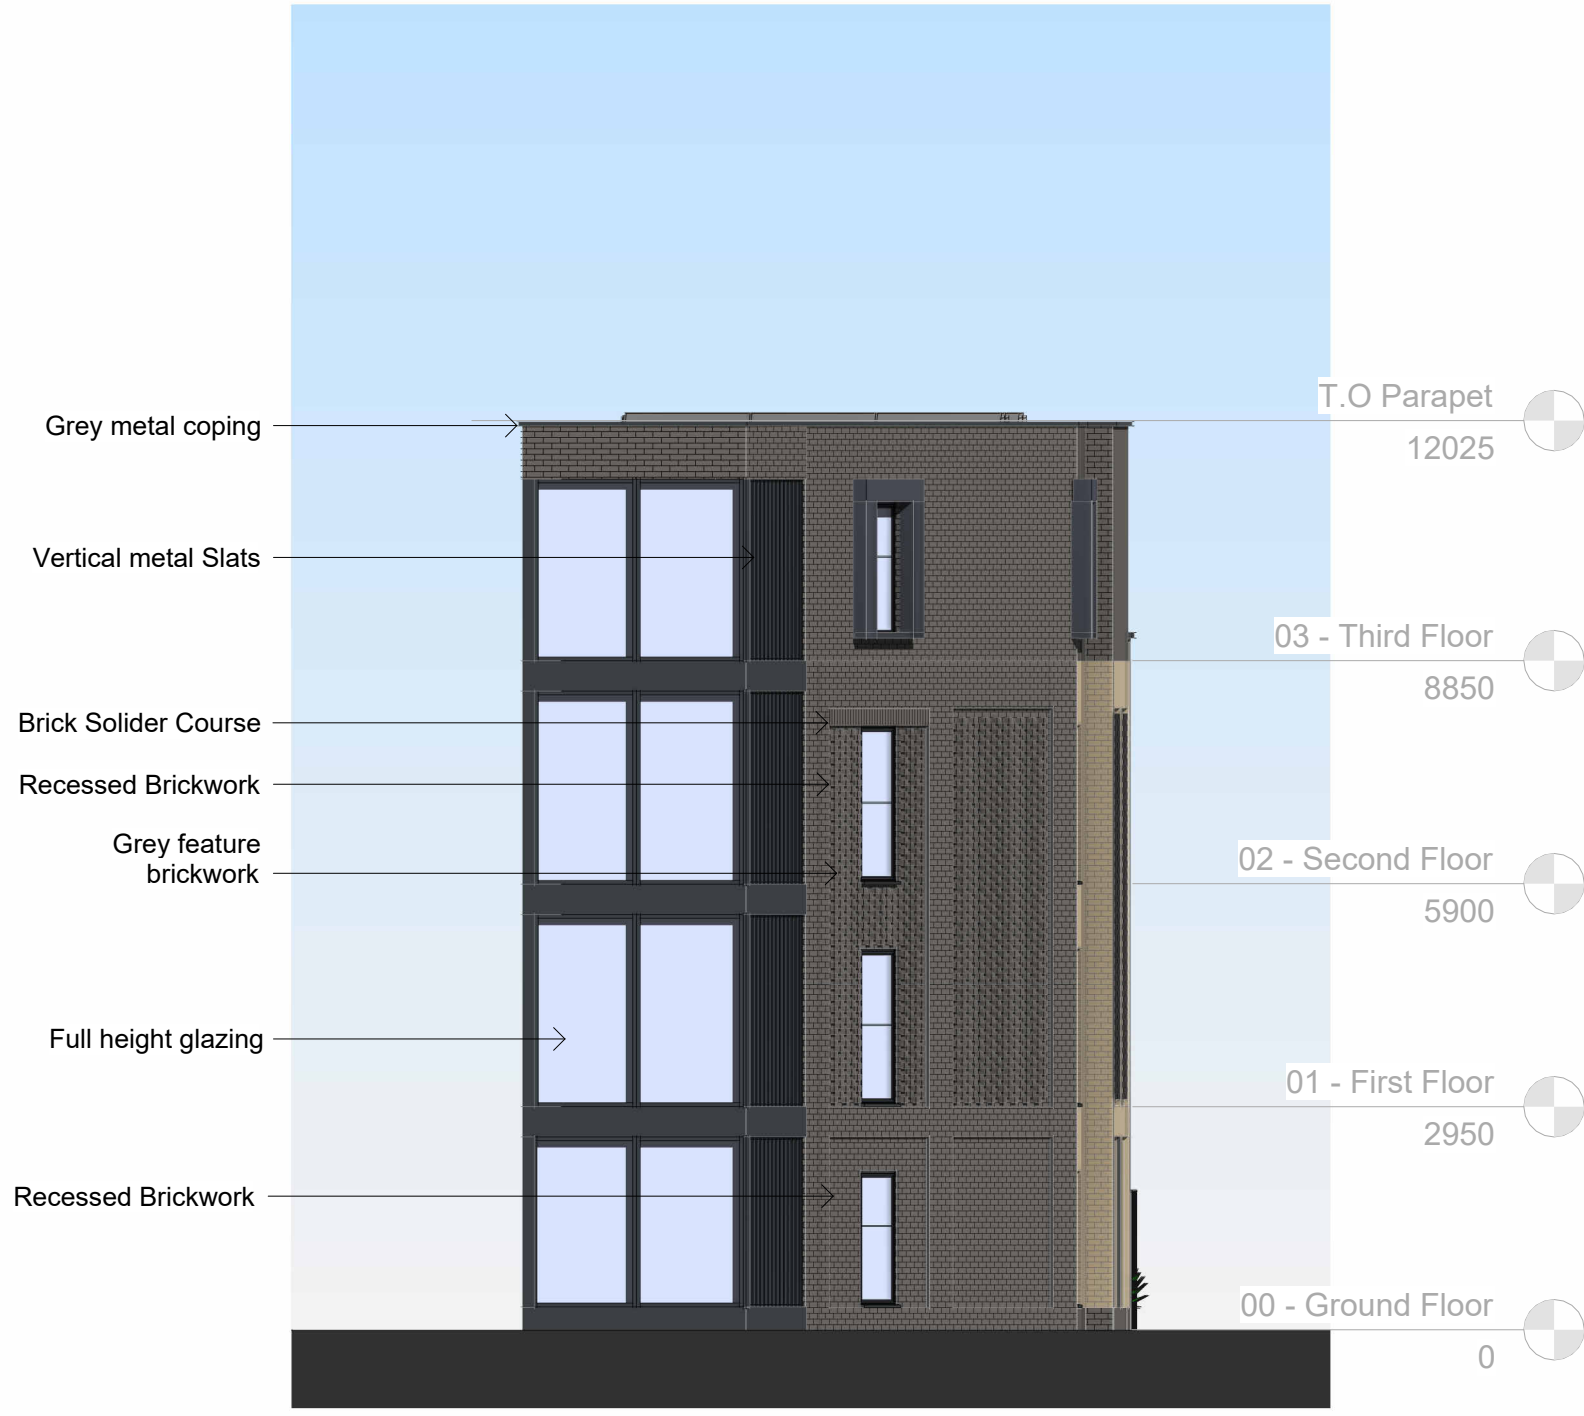 T.O Parapet
12025
Grey metal coping
Vertical metal Slats
03 - Third Floor
8850
Brick Solider Course
Recessed Brickwork
Grey feature
brickwork
02 - Second Floor
5900
Full height glazing
01 - First Floor
2950
Recessed Brickwork
00 - Ground Floor
0